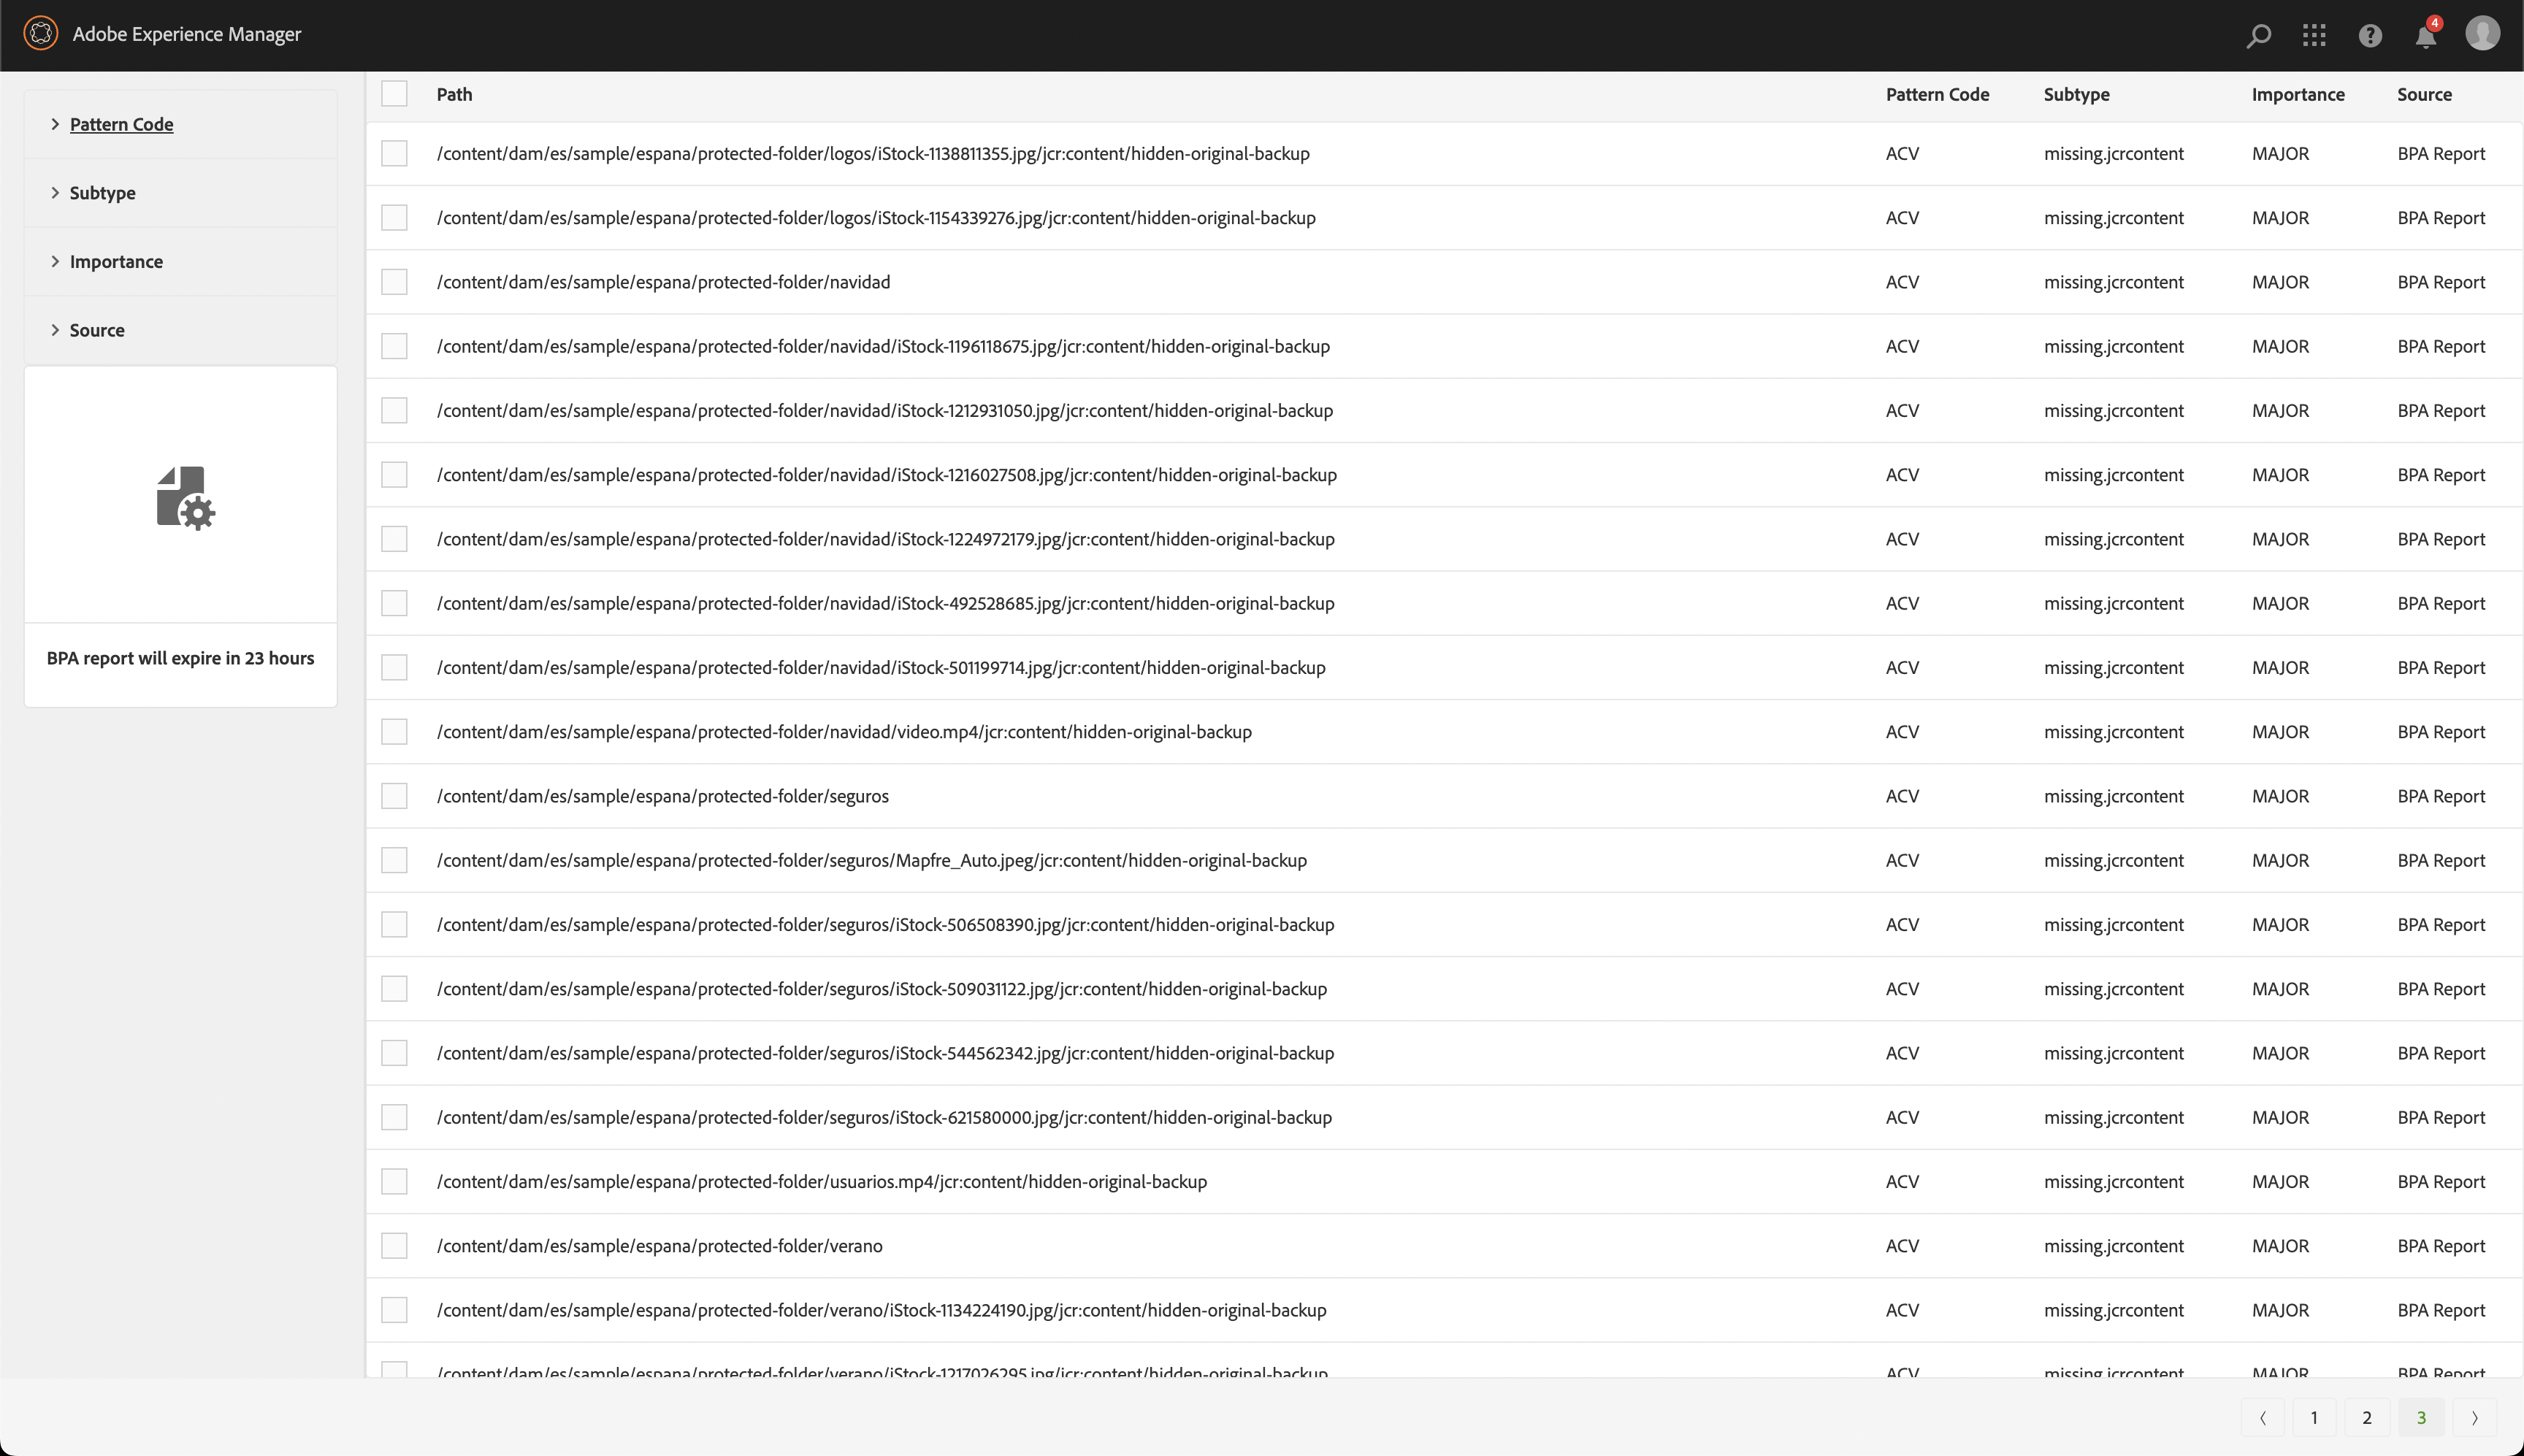 Adobe Experience Manager
4
Pattern Code
Subtype
Importance
Source
BPA report will expire in 23 hours
Path Pattern Code Subtype Importance Source
/content/dam/es/sample/espana/protected-folder/logos/iStock-1138811355.jpg/jcr:content/hidden-original-backup ACV missing.jcrcontent MAJOR BPA Report
/content/dam/es/sample/espana/protected-folder/logos/iStock-1154339276.jpg/jcr:content/hidden-original-backup ACV missing.jcrcontent MAJOR BPA Report
/content/dam/es/sample/espana/protected-folder/navidad ACV missing.jcrcontent MAJOR BPA Report
/content/dam/es/sample/espana/protected-folder/navidad/iStock-1196118675.jpg/jcr:content/hidden-original-backup ACV missing.jcrcontent MAJOR BPA Report
/content/dam/es/sample/espana/protected-folder/navidad/iStock-1212931050.jpg/jcr:content/hidden-original-backup ACV missing.jcrcontent MAJOR BPA Report
/content/dam/es/sample/espana/protected-folder/navidad/iStock-1216027508.jpg/jcr:content/hidden-original-backup ACV missing.jcrcontent MAJOR BPA Report
/content/dam/es/sample/espana/protected-folder/navidad/iStock-1224972179.jpg/jcr:content/hidden-original-backup ACV missing.jcrcontent MAJOR BPA Report
/content/dam/es/sample/espana/protected-folder/navidad/iStock-492528685.jpg/jcr:content/hidden-original-backup ACV missing.jcrcontent MAJOR BPA Report
/content/dam/es/sample/espana/protected-folder/navidad/iStock-501199714.jpg/jcr:content/hidden-original-backup ACV missing.jcrcontent MAJOR BPA Report
/content/dam/es/sample/espana/protected-folder/navidad/video.mp4/jcr:content/hidden-original-backup ACV missing.jcrcontent MAJOR BPA Report
/content/dam/es/sample/espana/protected-folder/seguros ACV missing.jcrcontent MAJOR BPA Report
/content/dam/es/sample/espana/protected-folder/seguros/Mapfre_Auto.jpeg/jcr:content/hidden-original-backup ACV missing.jcrcontent MAJOR BPA Report
/content/dam/es/sample/espana/protected-folder/seguros/iStock-506508390.jpg/jcr:content/hidden-original-backup ACV missing.jcrcontent MAJOR BPA Report
/content/dam/es/sample/espana/protected-folder/seguros/iStock-509031122.jpg/jcr:content/hidden-original-backup ACV missing.jcrcontent MAJOR BPA Report
/content/dam/es/sample/espana/protected-folder/seguros/iStock-544562342.jpg/jcr:content/hidden-original-backup ACV missing.jcrcontent MAJOR BPA Report
/content/dam/es/sample/espana/protected-folder/seguros/iStock-621580000.jpg/jcr:content/hidden-original-backup ACV missing.jcrcontent MAJOR BPA Report
/content/dam/es/sample/espana/protected-folder/usuarios.mp4/jcr:content/hidden-original-backup ACV missing.jcrcontent MAJOR BPA Report
/content/dam/es/sample/espana/protected-folder/verano ACV missing.jcrcontent MAJOR BPA Report
/content/dam/es/sample/espana/protected-folder/verano/iStock-1134224190.jpg/jcr:content/hidden-original-backup ACV missing.jcrcontent MAJOR BPA Report
/content/dam/es/sample/espana/protected-folder/verano/iStock-1217026295.jpg/jcr:content/hidden-original-backup ACV missing.jcrcontent MAJOR BPA Report
1 2 3